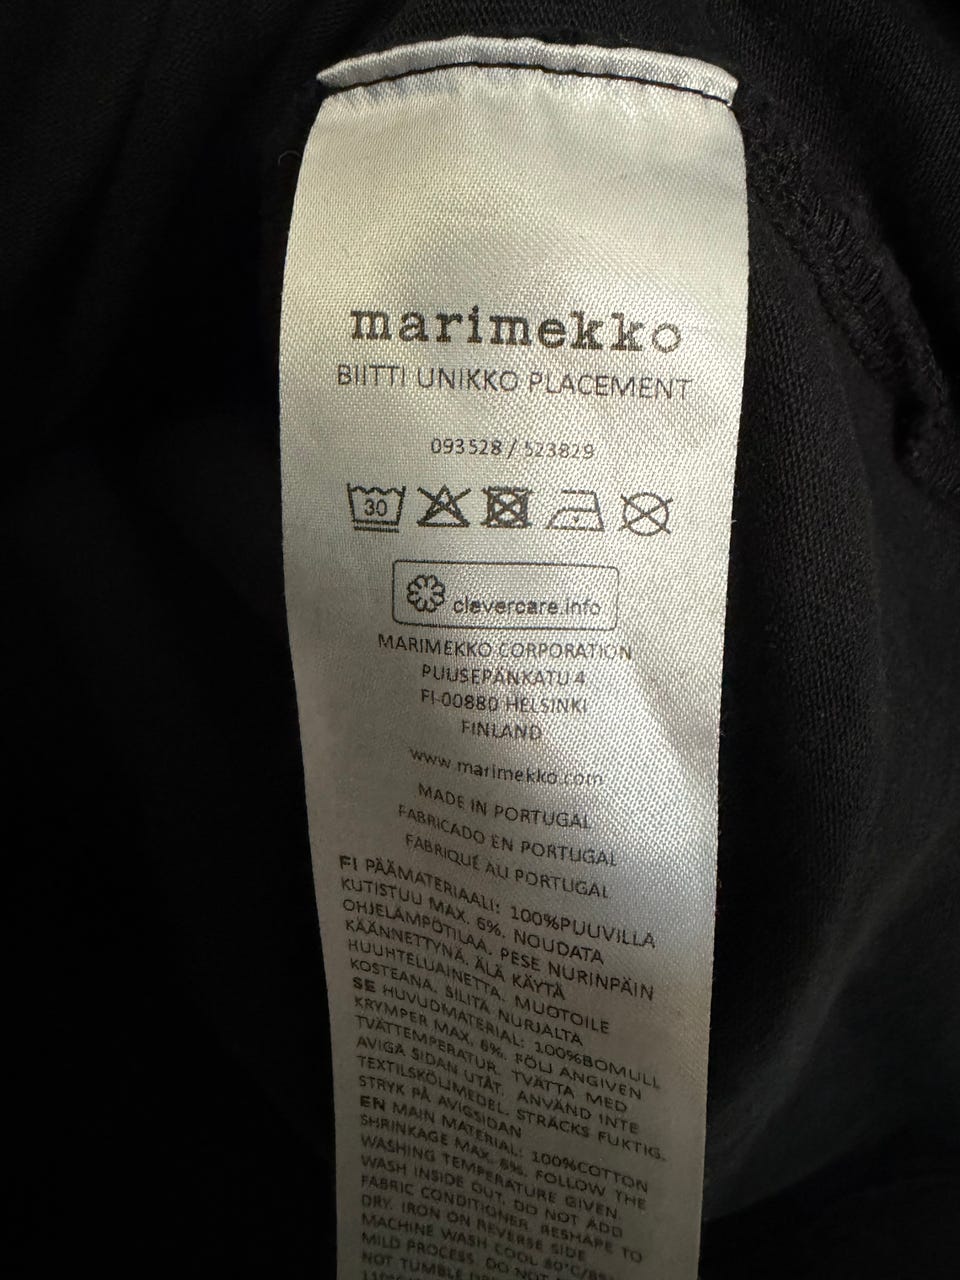 marimekko
BIITTI UNIKKO PLACEMENT
093528 / 523829
30
clevercare.info
MARIMEKKO CORPORATION
PUUSEPÄNKATU 4
FI-00880 HELSINKI
FINLAND
www.marimekko.com
MADE IN PORTUGAL
FABRICADO EN PORTUGAL
FABRIQUÉ AU PORTUGAL
FI PÄÄMATERIAALI: 100%PUUVILLA
KUTISTUU MAX. 6%. NOUDATA
OHJELÄMPÖTILAA. PESE NURINPÄIN
KÄÄNNETTYNÄ. ÄLÄ KÄYTÄ
HUUHTELUAINETTA. MUOTOILE
KOSTEANA. SILITÄ NURJALTA
SE HUVUDMATERIAL: 100%BOMULL
KRYMPER MAX. 6%. FÖLJ ANGIVEN
TVÄTTEMPERATUR. TVÄTTA MED
AVIGA SIDAN UTÅT. ANVÄND INTE
TEXTILSKÖLJMEDEL. STRÄCKS FUKTIG.
STRYK PÅ AVIGSIDAN
EN MAIN MATERIAL: 100%COTTON
SHRINKAGE MAX. 6%. FOLLOW THE
WASHING TEMPERATURE GIVEN.
WASH INSIDE OUT. DO NOT ADD
FABRIC CONDITIONER. RESHAPE TO
DRY. IRON ON REVERSE SIDE
MACHINE WASH COOL
MILD PROCESS. DO NOT
NOT TUMBLE